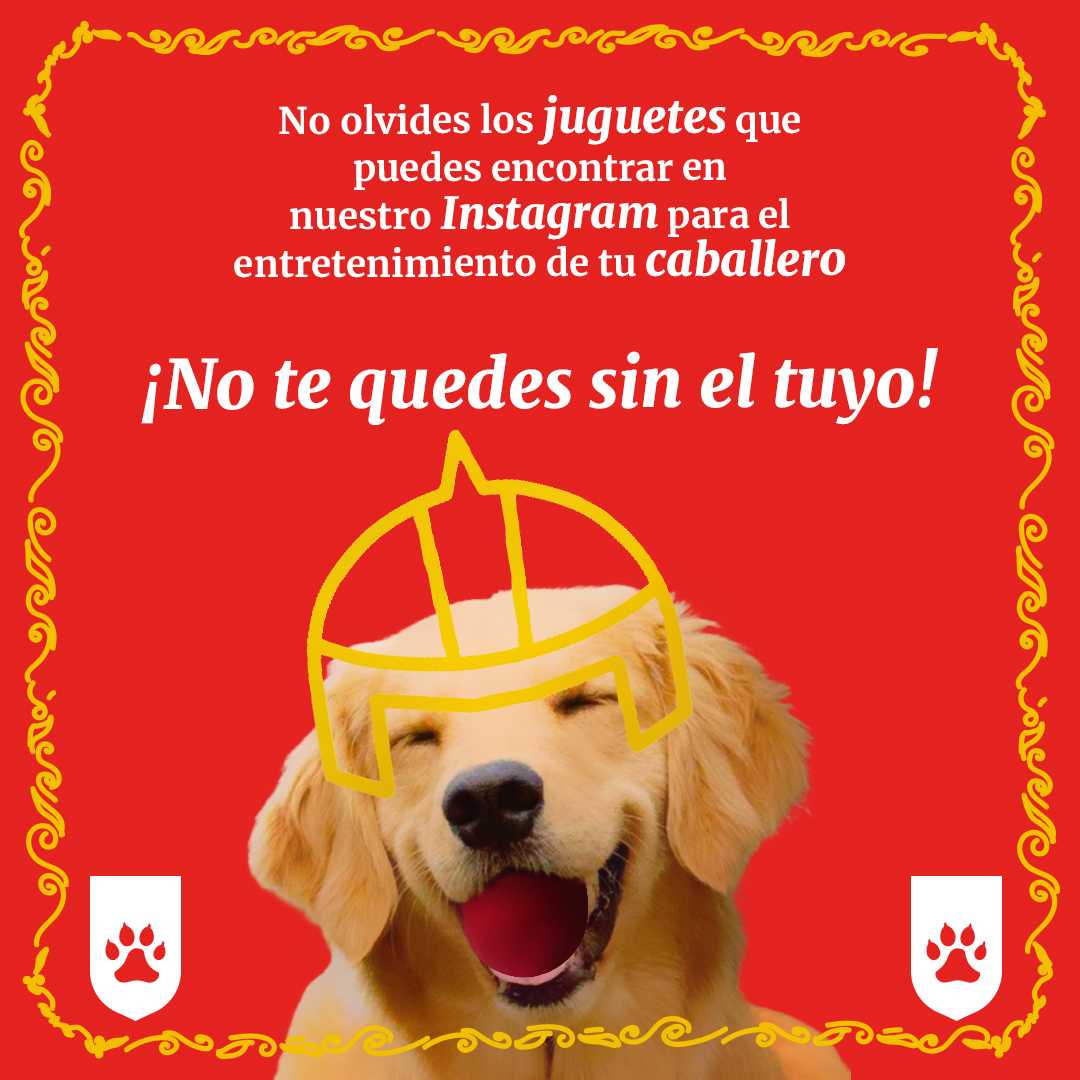 No olvides los juguetes que
puedes encontrar en
nuestro Instagram para el
entretenimiento de tu caballero
¡No te quedes sin el tuyo!